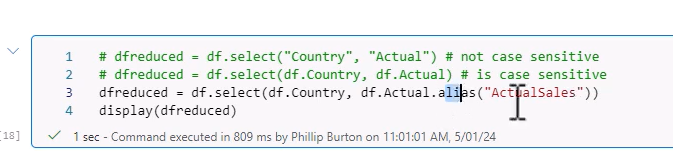 1 # dfreduced = df.select("Country", "Actual") # not case sensitive
2 # dfreduced = df.select(df.Country, df.Actual) # is case sensitive
3 dfreduced = df.select(df.Country, df.Actual.alias("ActualSales"))
4 display(dfreduced)
[18] 1 sec - Command executed in 809 ms by Phillip Burton on 11:01:01 AM, 5/01/24